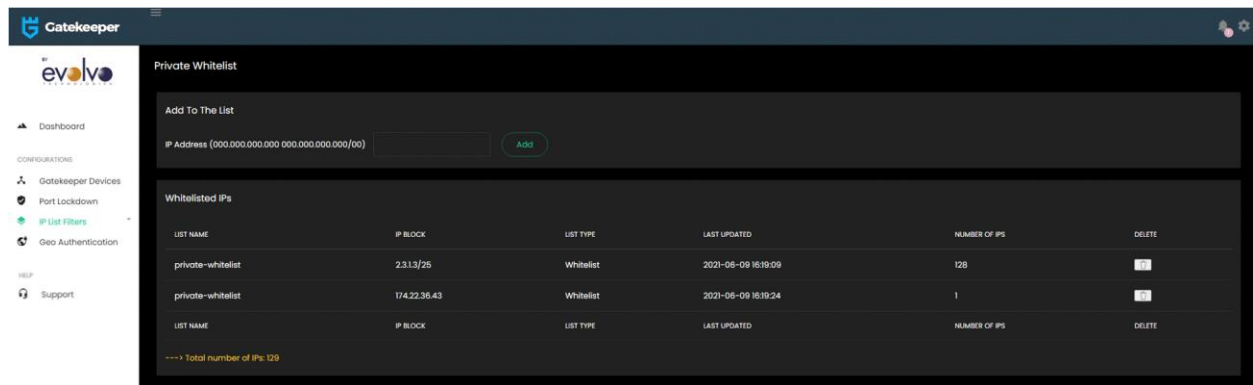 Gatekeeper
BY
evolvo
TECHNOLOGIES
Dashboard
CONFIGURATIONS
Gatekeeper Devices
Port Lockdown
IP List Filters
Geo Authentication
HELP
Support
Private Whitelist
Add To The List
IP Address (000.000.000.000 000.000.000.000/00) Add
Whitelisted IPs
LIST NAME IP BLOCK LIST TYPE LAST UPDATED NUMBER OF IPS DELETE
private-whitelist 2.3.1.3/25 Whitelist 2021-06-09 16:19:09 128
private-whitelist 174.22.36.43 Whitelist 2021-06-09 16:19:24 1
LIST NAME IP BLOCK LIST TYPE LAST UPDATED NUMBER OF IPS DELETE
---> Total number of IPs: 129